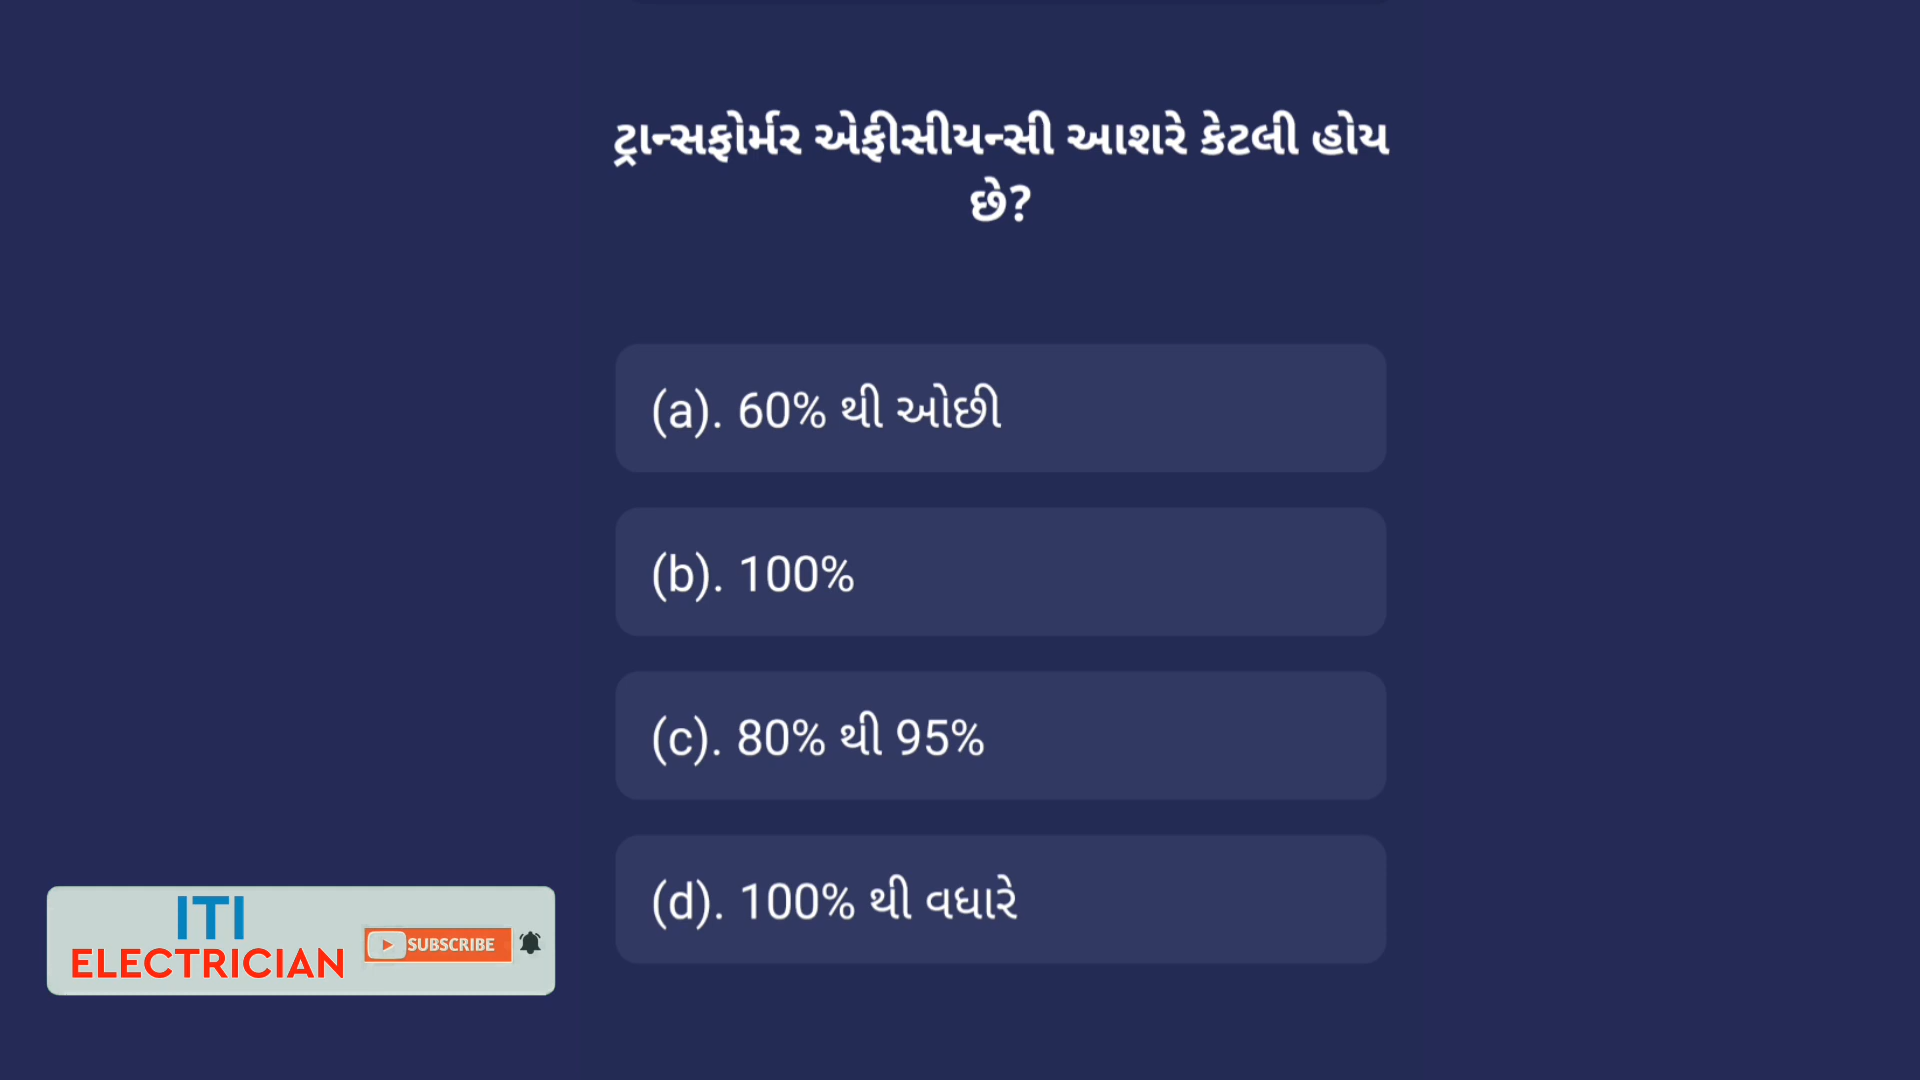 ટ્રાન્સફોર્મર એફીસીયન્સી આશરે કેટલી હોય
છે?
(a). 60% થી ઓછી
(b). 100%
(c). 80% થી 95%
(d). 100% થી વધારે
ITI
ELECTRICIAN
SUBSCRIBE